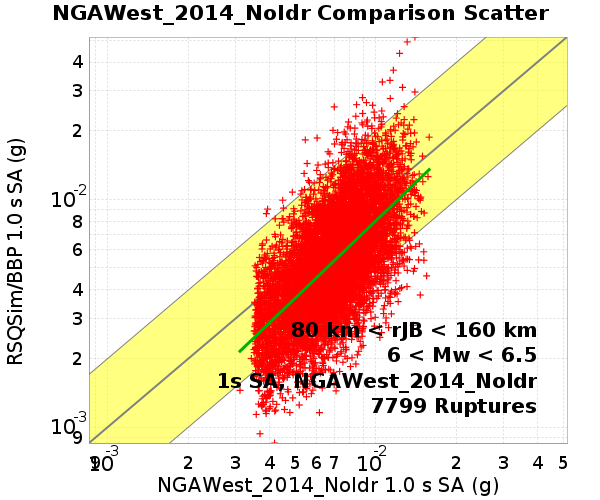 NGAWest_2014_NoIdr Comparison Scatter
RSQSim/BBP 1.0 s SA (g)
4
3
2
10-2
8
6
4
3
2
10-3
9
80 km < rJB < 160 km
6 < Mw < 6.5
1s SA, NGAWest_2014_NoIdr
7799 Ruptures
9 10-3 2 3 4 5 6 7 10-2 2 3 4 5
NGAWest_2014_NoIdr 1.0 s SA (g)